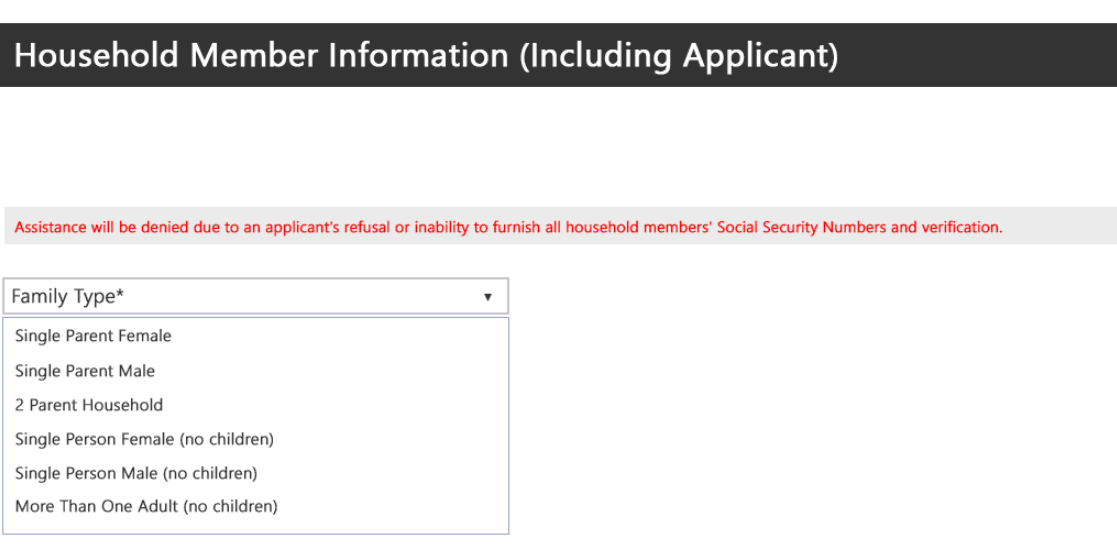 Household Member Information (Including Applicant)
Assistance will be denied due to an applicant's refusal or inability to furnish all household members' Social Security Numbers and verification.
Family Type*
Single Parent Female
Single Parent Male
2 Parent Household
Single Person Female (no children)
Single Person Male (no children)
More Than One Adult (no children)